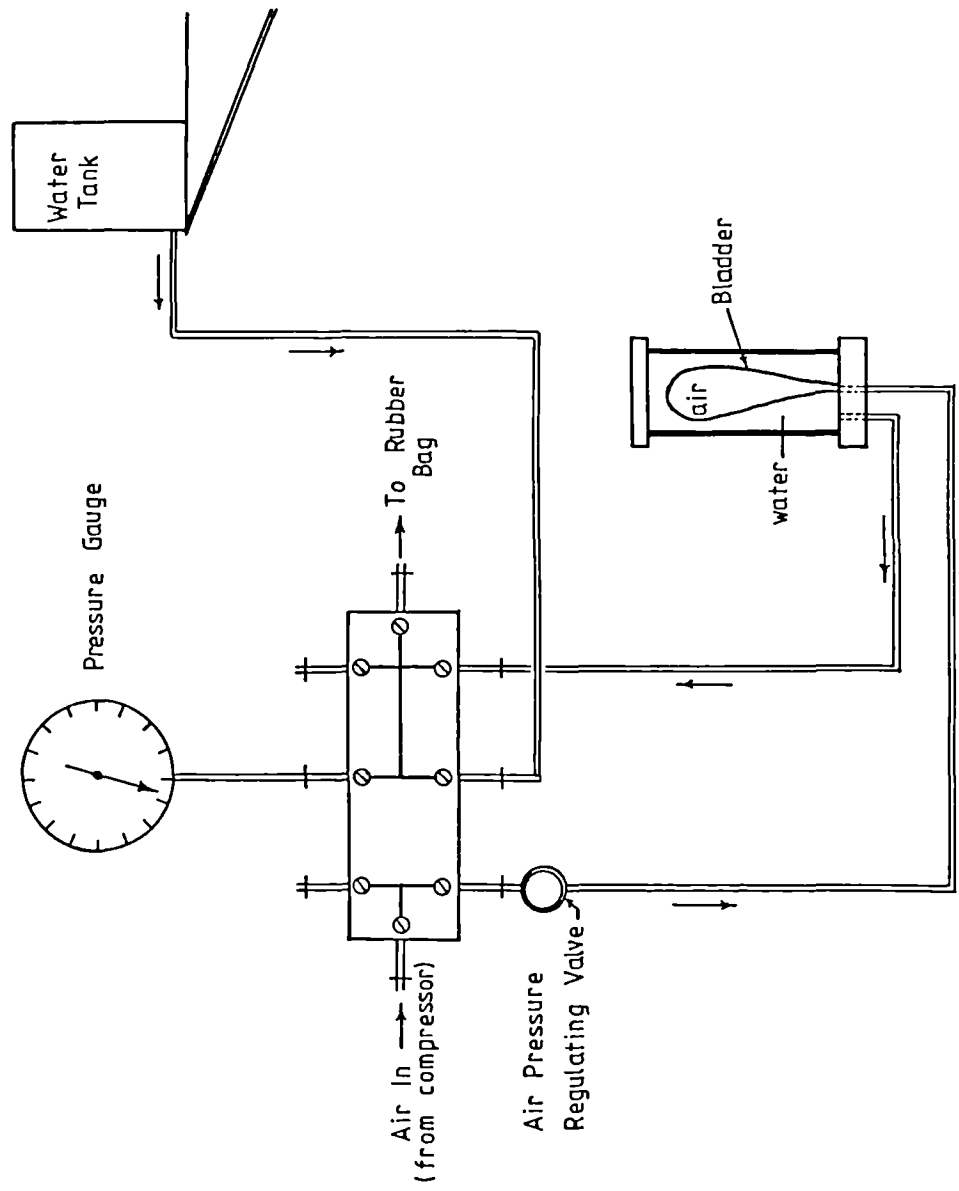 Water
Tank
Pressure Gauge
To Rubber
Bag
Bladder
air
water
Air In
(from compressor)
Air Pressure
Regulating Valve